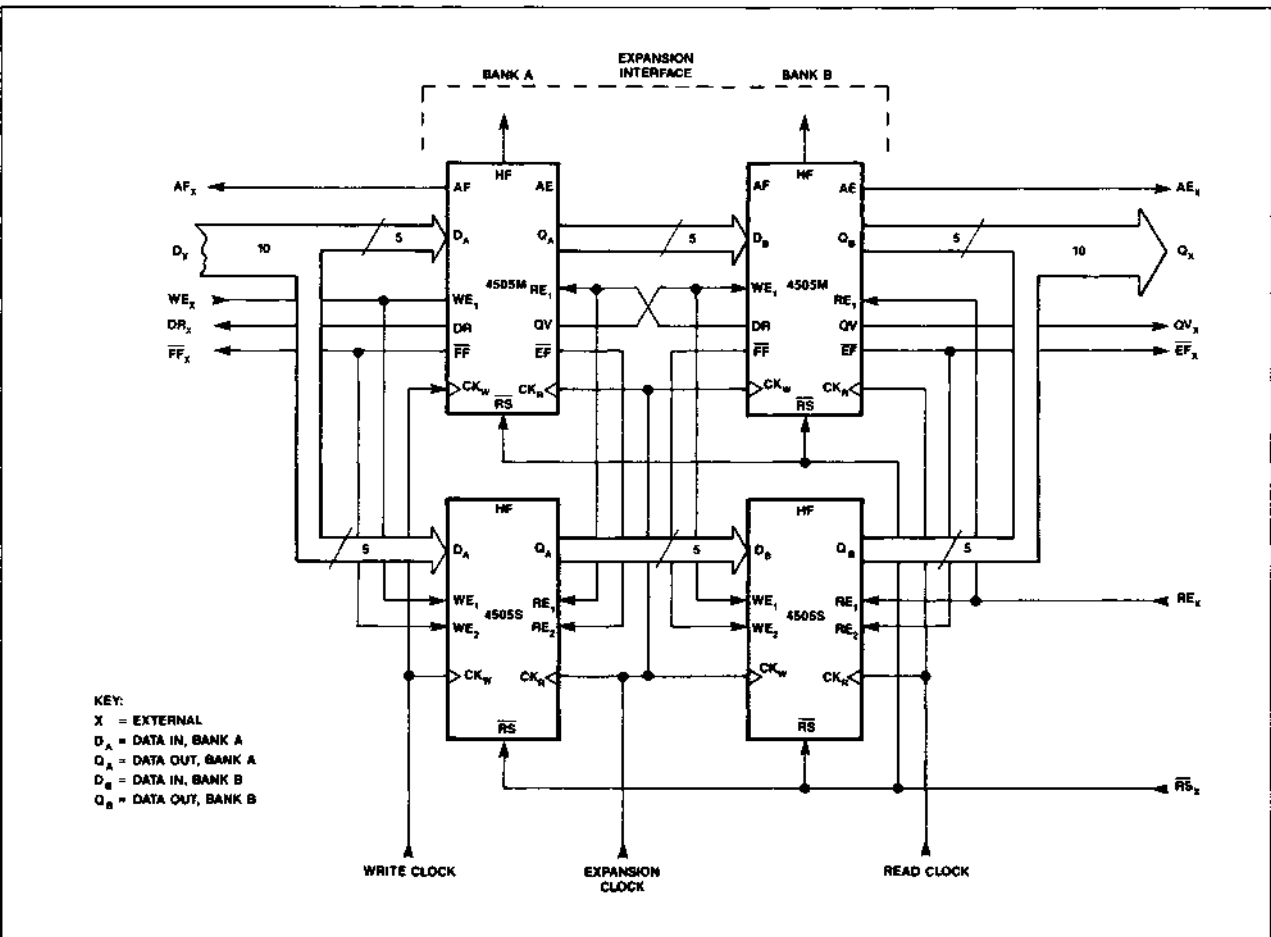 EXPANSION
INTERFACE
BANK A
BANK B
HF
HF
AFX
AF
AE
AF
AE
AEX
DX
10
5
DA
QA
5
DB
QB
5
10
QX
4505M
4505M
WEX
WE1
RE1
WE1
RE1
DRX
DR
QV
DR
QV
QVX
FFX
FF
EF
FF
EF
EFX
CKW
CKR
CKW
CKR
RS
RS
HF
HF
5
DA
QA
5
DB
QB
5
WE1
RE1
WE1
RE1
REX
4505S
4505S
WE2
RE2
WE2
RE2
CKW
CKR
CKW
CKR
RS
RS
RSX
KEY:
X = EXTERNAL
DA = DATA IN, BANK A
QA = DATA OUT, BANK A
DB = DATA IN, BANK B
QB = DATA OUT, BANK B
WRITE CLOCK
EXPANSION
CLOCK
READ CLOCK